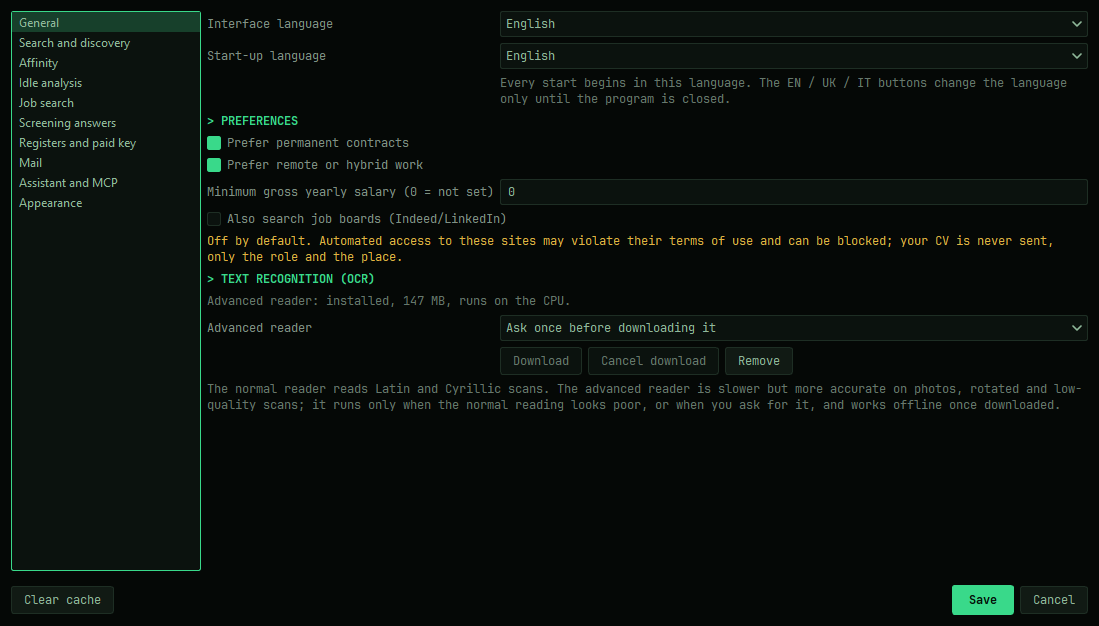 General
Search and discovery
Affinity
Idle analysis
Job search
Screening answers
Registers and paid key
Mail
Assistant and MCP
Appearance
Interface language
English
Start-up language
English
Every start begins in this language. The EN / UK / IT buttons change the language
only until the program is closed.
> PREFERENCES
Prefer permanent contracts
Prefer remote or hybrid work
Minimum gross yearly salary (0 = not set)
0
Also search job boards (Indeed/LinkedIn)
Off by default. Automated access to these sites may violate their terms of use and can be blocked; your CV is never sent,
only the role and the place.
> TEXT RECOGNITION (OCR)
Advanced reader: installed, 147 MB, runs on the CPU.
Advanced reader
Ask once before downloading it
Download
Cancel download
Remove
The normal reader reads Latin and Cyrillic scans. The advanced reader is slower but more accurate on photos, rotated and low-
quality scans; it runs only when the normal reading looks poor, or when you ask for it, and works offline once downloaded.
Clear cache
Save
Cancel